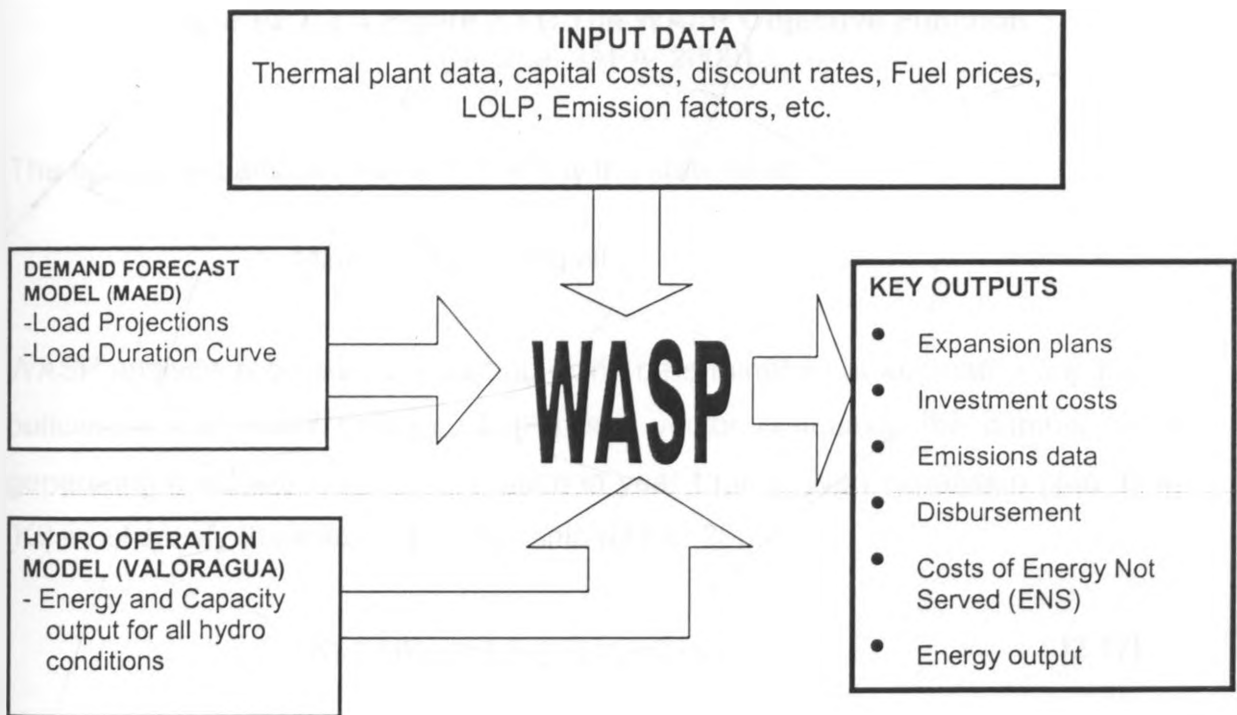 INPUT DATA
Thermal plant data, capital costs, discount rates, Fuel prices,
LOLP, Emission factors, etc.
DEMAND FORECAST
MODEL (MAED)
-Load Projections
-Load Duration Curve
HYDRO OPERATION
MODEL (VALORAGUA)
- Energy and Capacity
output for all hydro
conditions
WASP
KEY OUTPUTS
• Expansion plans
• Investment costs
• Emissions data
• Disbursement
• Costs of Energy Not
Served (ENS)
• Energy output